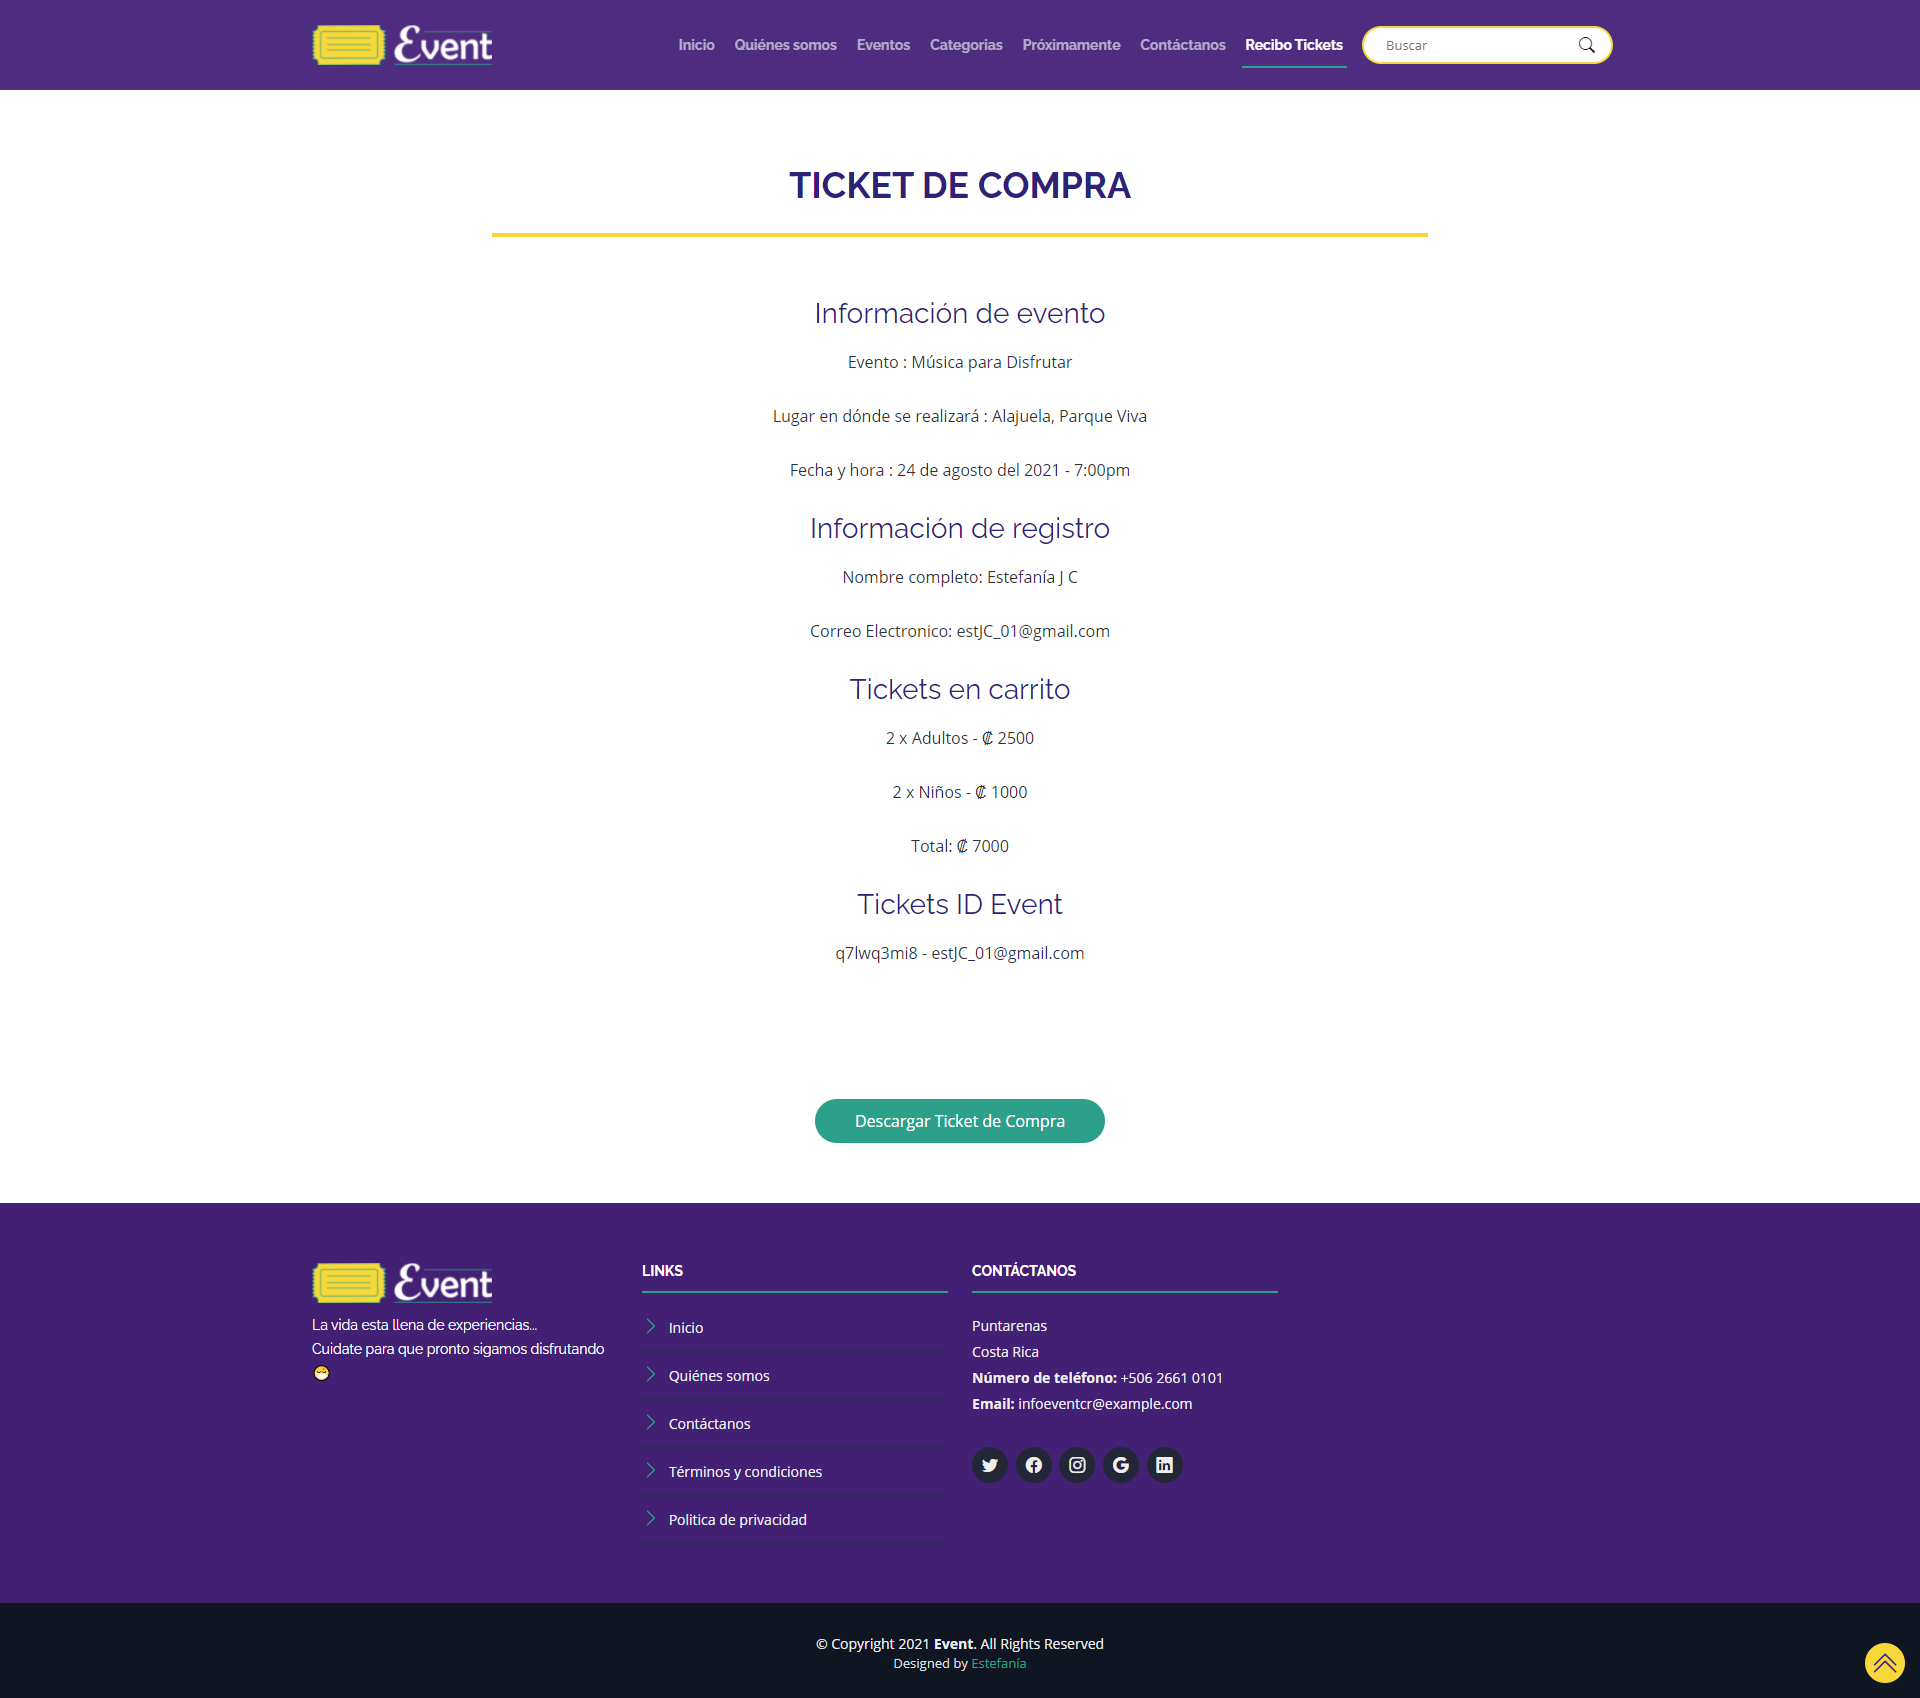 Event
Inicio Quiénes somos Eventos Categorias Próximamente Contáctanos Recibo Tickets Buscar
TICKET DE COMPRA
Información de evento
Evento : Música para Disfrutar
Lugar en dónde se realizará : Alajuela, Parque Viva
Fecha y hora : 24 de agosto del 2021 - 7:00pm
Información de registro
Nombre completo: Estefanía J C
Correo Electronico: estJC_01@gmail.com
Tickets en carrito
2 x Adultos - ₡ 2500
2 x Niños - ₡ 1000
Total: ₡ 7000
Tickets ID Event
q7lwq3mi8 - estJC_01@gmail.com
Descargar Ticket de Compra
Event
La vida esta llena de experiencias...
Cuidate para que pronto sigamos disfrutando
LINKS
Inicio
Quiénes somos
Contáctanos
Términos y condiciones
Politica de privacidad
CONTÁCTANOS
Puntarenas
Costa Rica
Número de teléfono: +506 2661 0101
Email: infoeventcr@example.com
© Copyright 2021 Event. All Rights Reserved
Designed by Estefanía